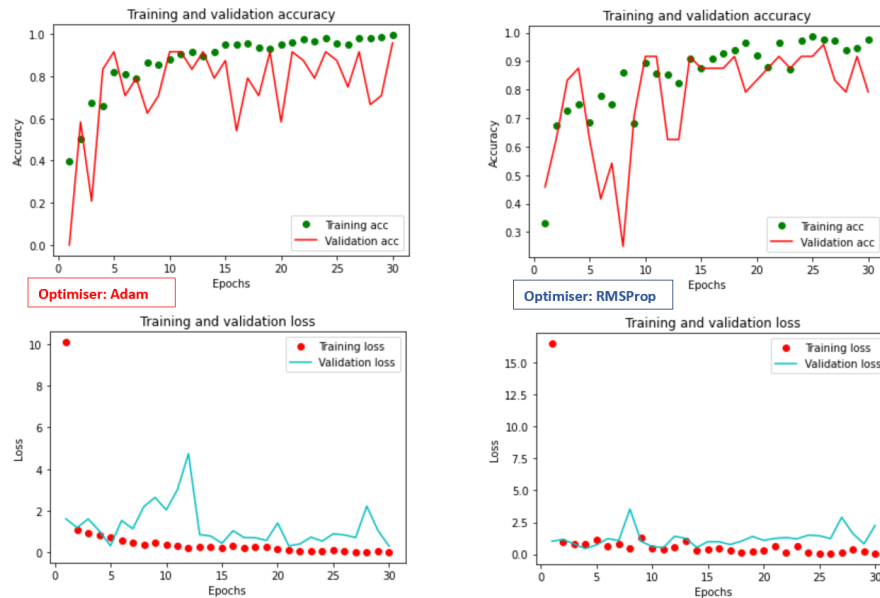 Training and validation accuracy
1.0
0.8
0.6
0.4
0.2
0.0
Accuracy
Training acc
Validation acc
0 5 10 15 20 25 30
Epochs
Optimiser: Adam
Training and validation accuracy
1.0
0.9
0.8
0.7
0.6
0.5
0.4
0.3
Accuracy
Training acc
Validation acc
0 5 10 15 20 25 30
Epochs
Optimiser: RMSProp
Training and validation loss
10
8
6
4
2
0
Loss
Training loss
Validation loss
0 5 10 15 20 25 30
Epochs
Training and validation loss
15.0
12.5
10.0
7.5
5.0
2.5
0.0
Loss
Training loss
Validation loss
0 5 10 15 20 25 30
Epochs